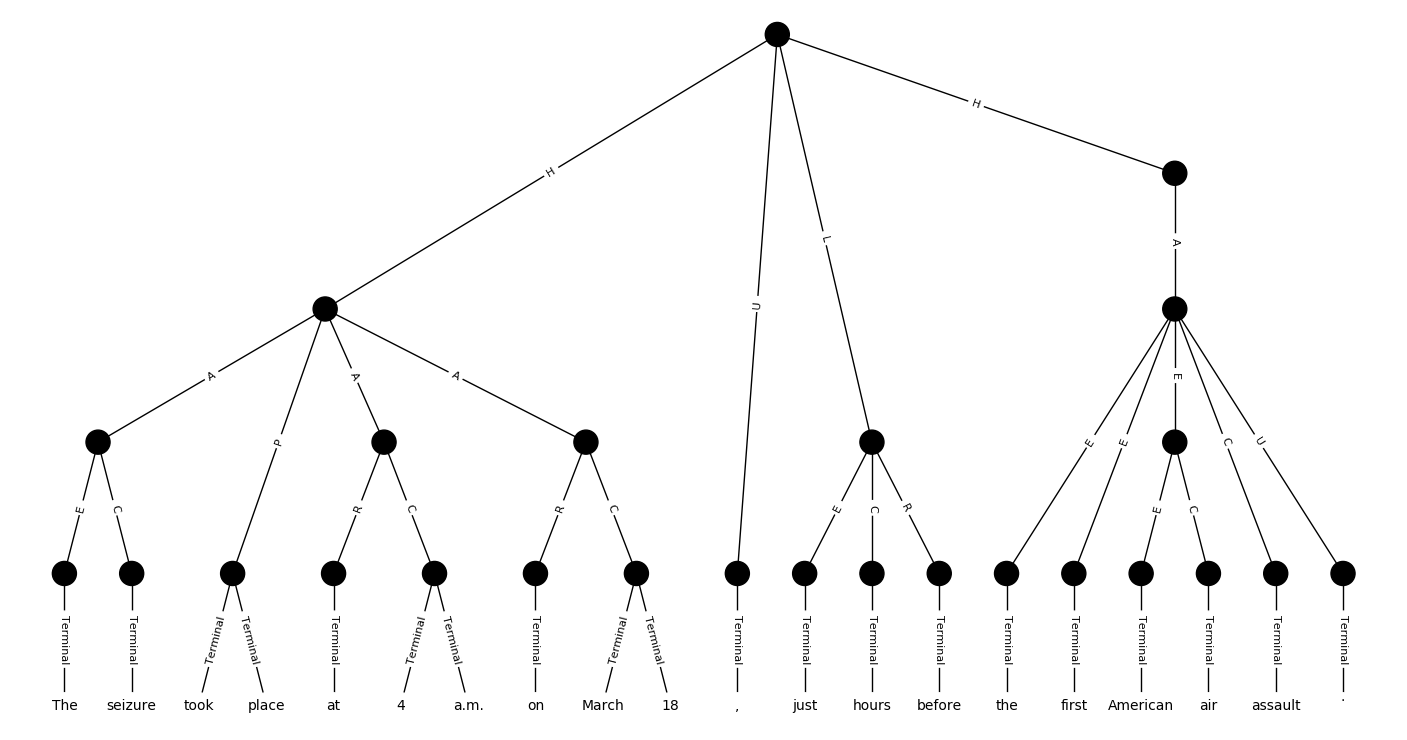 H
H
A
L
U
A
P
A
A
E
E
E
E
C
U
E
C
R
C
R
C
E
C
R
E
C
Terminal Terminal Terminal Terminal Terminal Terminal Terminal Terminal Terminal Terminal Terminal Terminal Terminal Terminal Terminal Terminal Terminal Terminal Terminal Terminal
The seizure took place at 4 a.m. on March 18 , just hours before the first American air assault .